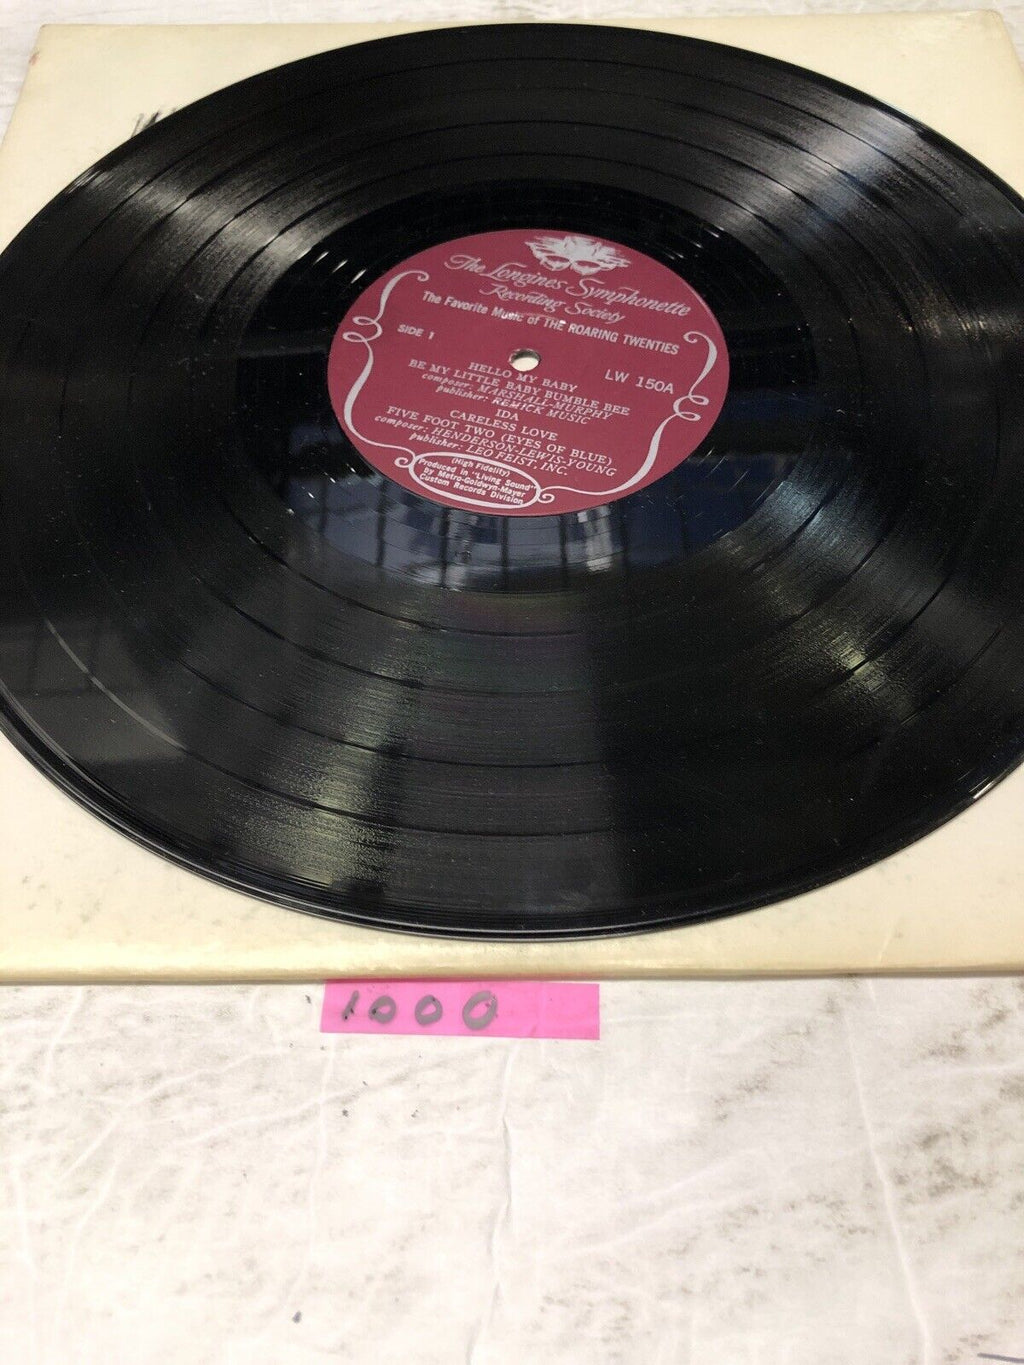 The Longines Symphonette
Recording Society
The Favorite Music of THE ROARING TWENTIES
SIDE 1
LW 150A
HELLO MY BABY
BE MY LITTLE BABY BUMBLE BEE
composer: MARSHALL-MURPHY
publisher: REMICK MUSIC
IDA
CARELESS LOVE
FIVE FOOT TWO (EYES OF BLUE)
composer: HENDERSON-LEWIS-YOUNG
publisher: LEO FEIST, INC.
(High Fidelity)
Produced in "Living Sound"
by Metro-Goldwyn-Mayer
Custom Records Division
1000